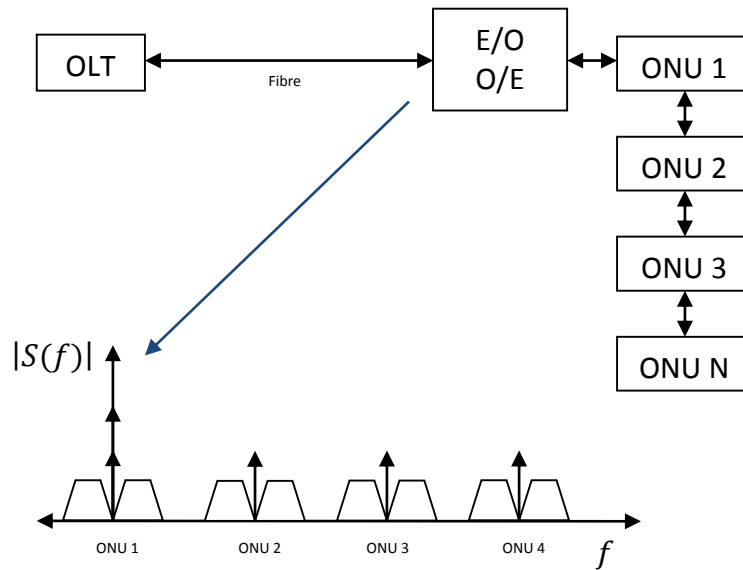 OLT
Fibre
E/O
O/E
ONU 1
ONU 2
ONU 3
ONU N
|S(f)|
ONU 1
ONU 2
ONU 3
ONU 4
f